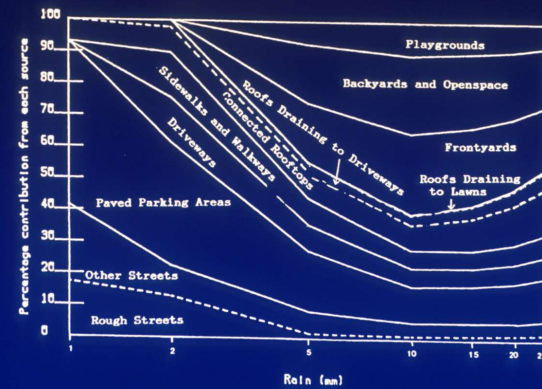 Percentage contribution from each source
100
90
80
70
60
50
40
30
20
10
0
Playgrounds
Backyards and Openspace
Frontyards
Roofs Draining to Driveways
Connected Rooftops
Sidewalks and Walkways
Driveways
Roofs Draining
to Lawns
Paved Parking Areas
Other Streets
Rough Streets
1
2
5
10
15
20
Rain (mm)